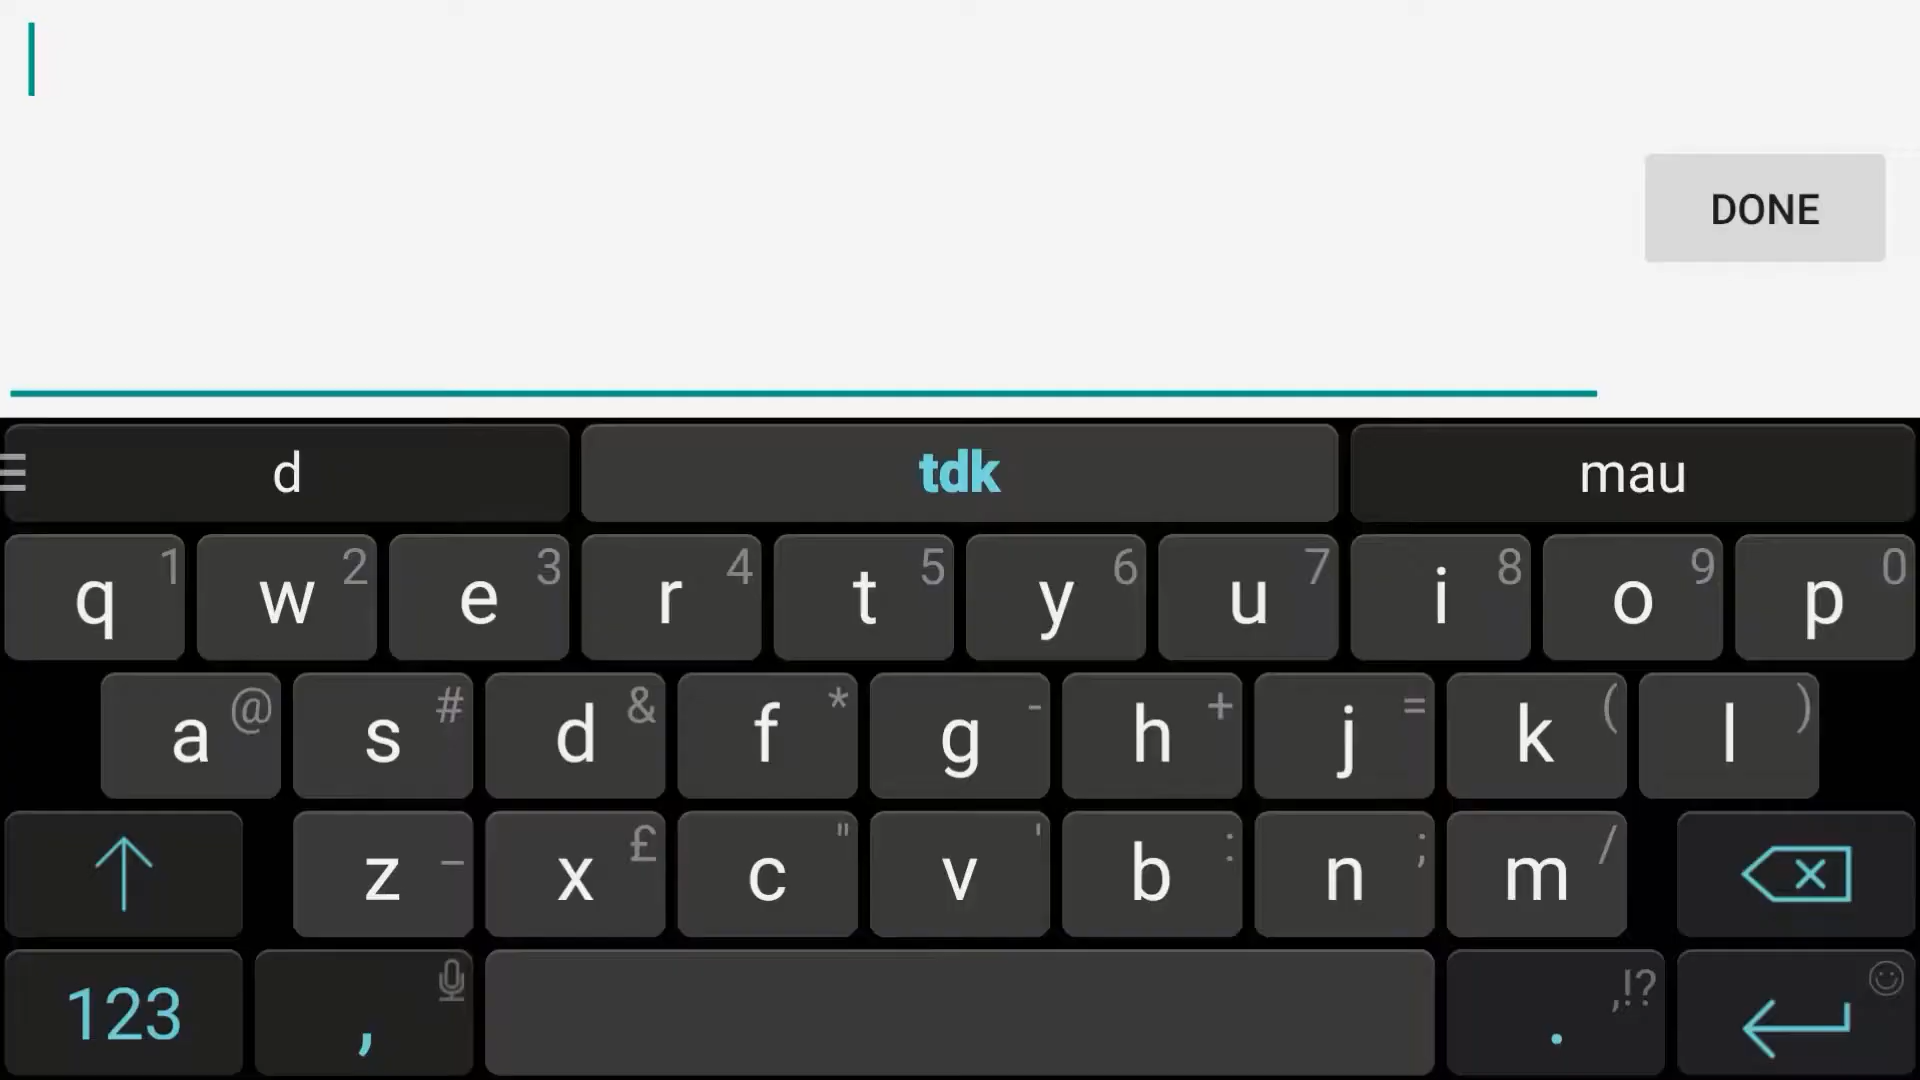 DONE
d tdk mau
q 1 w 2 e 3 r 4 t 5 y 6 u 7 i 8 o 9 p 0
a @ s # d & f * g - h + j = k ( l )
z _ x £ c " v ' b : n ; m /
123 , . ,!?